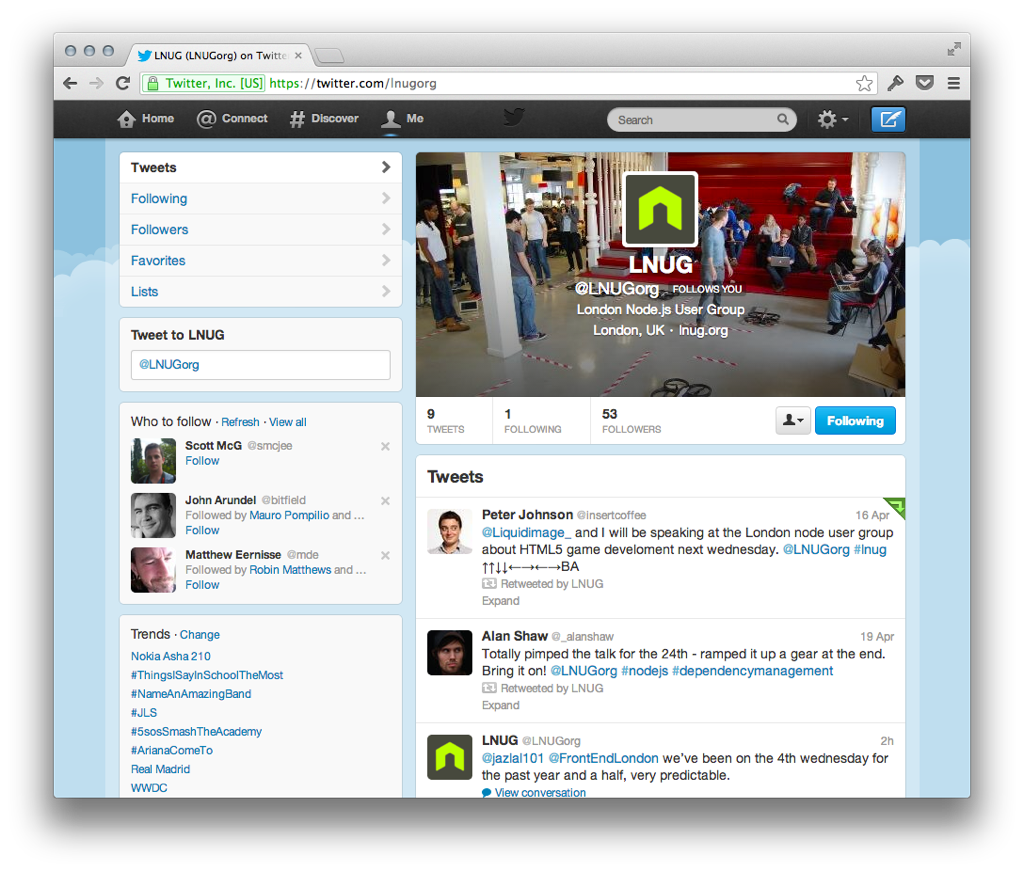 LNUG (LNUGorg) on Twitte
Twitter, Inc. [US] https://twitter.com/lnugorg
Home @ Connect # Discover Me Search
Tweets
Following
Followers
Favorites
Lists
Tweet to LNUG
@LNUGorg
Who to follow · Refresh · View all
Scott McG @smcjee
Follow
John Arundel @bitfield
Followed by Mauro Pompilio and ...
Follow
Matthew Eernisse @mde
Followed by Robin Matthews and ...
Follow
Trends · Change
Nokia Asha 210
#ThingsISayInSchoolTheMost
#NameAnAmazingBand
#JLS
#5sosSmashTheAcademy
#ArianaComeTo
Real Madrid
WWDC
LNUG
@LNUGorg FOLLOWS YOU
London Node.js User Group
London, UK · lnug.org
9 1 53
TWEETS FOLLOWING FOLLOWERS
Following
Tweets
Peter Johnson @insertcoffee 16 Apr
@Liquidimage_ and I will be speaking at the London node user group
about HTML5 game develoment next wednesday. @LNUGorg #lnug
↑↑↓↓←→←→BA
Retweeted by LNUG
Expand
Alan Shaw @_alanshaw 19 Apr
Totally pimped the talk for the 24th - ramped it up a gear at the end.
Bring it on! @LNUGorg #nodejs #dependencymanagement
Retweeted by LNUG
Expand
LNUG @LNUGorg 2h
@jazlal101 @FrontEndLondon we've been on the 4th wednesday for
the past year and a half, very predictable.
View conversation